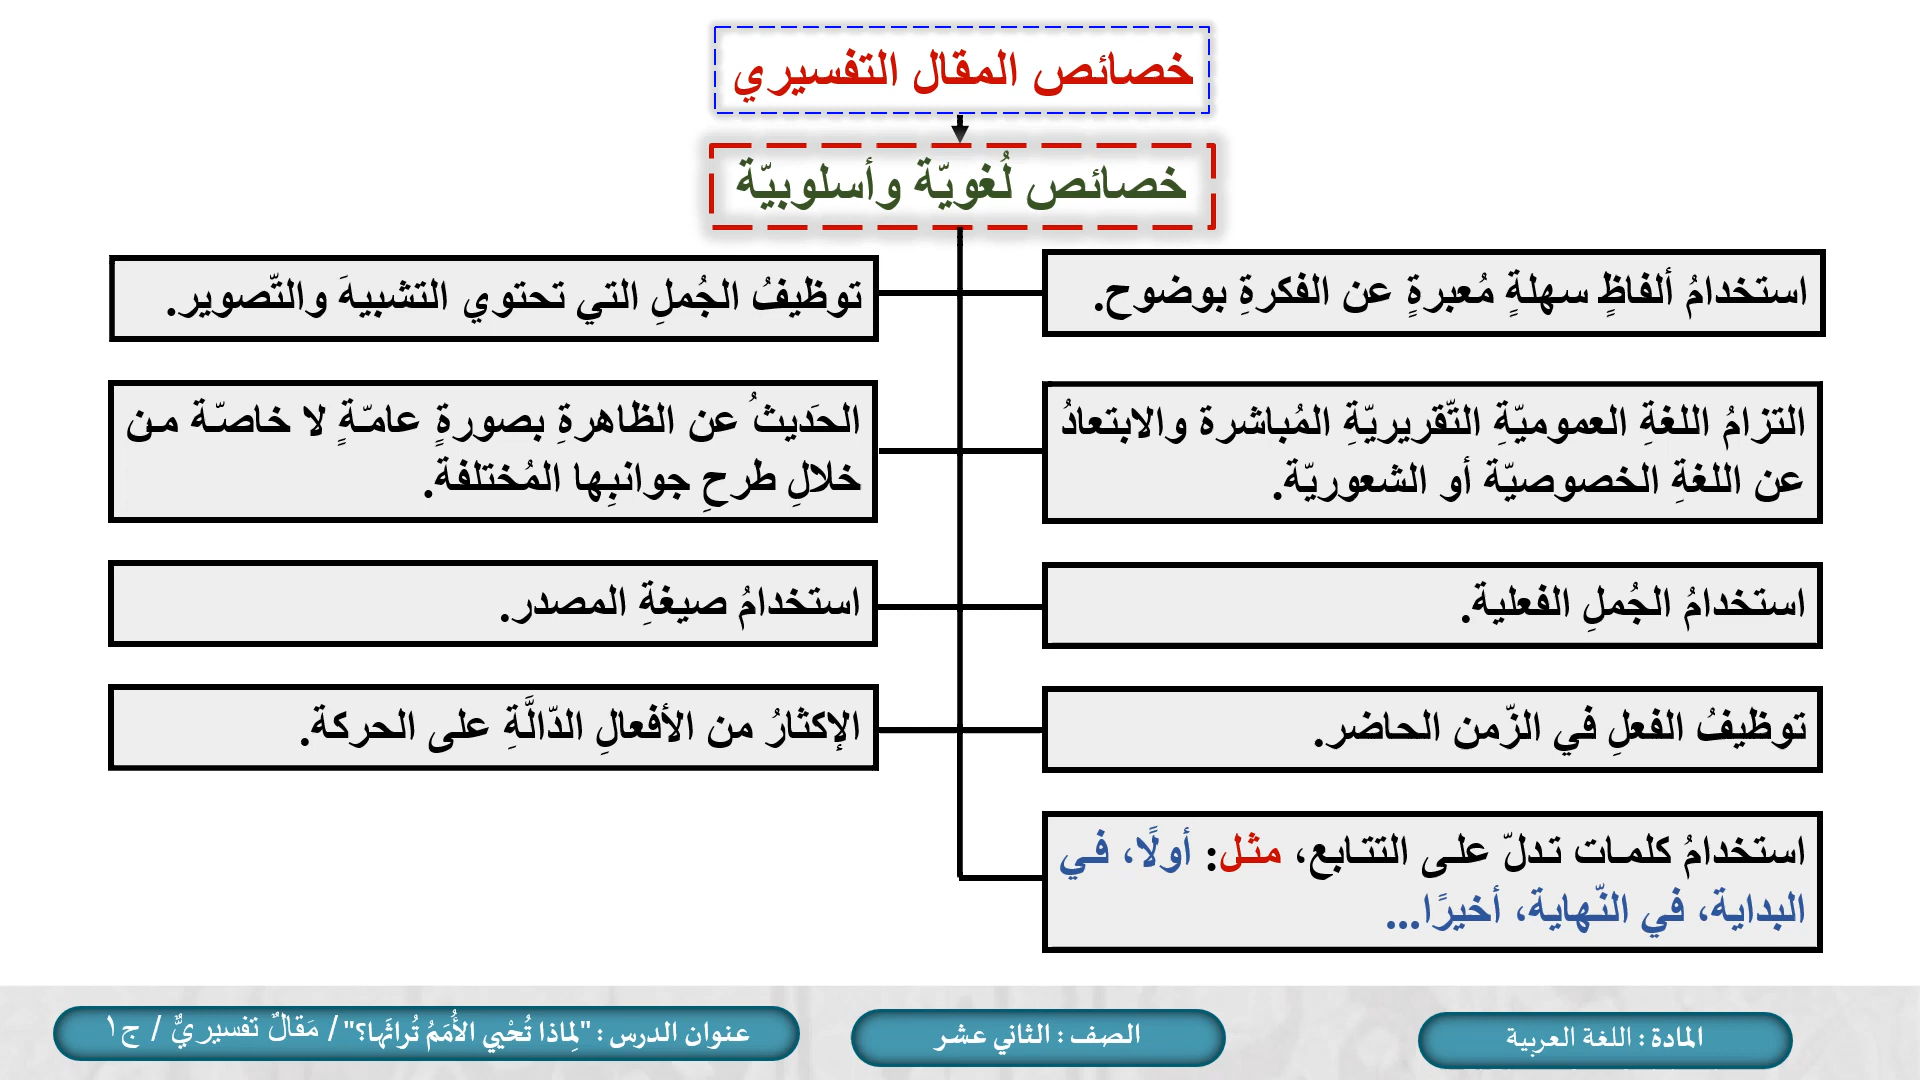 خصائص المقال التفسيري
خصائص لُغويّة وأسلوبيّة
استخدامُ ألفاظٍ سهلةٍ مُعبرةٍ عن الفكرةِ بوضوح.
توظيفُ الجُملِ التي تحتوي التشبيهَ والتّصوير.
التزامُ اللغةِ العموميّةِ التّقريريّةِ المُباشرة والابتعادُ
عن اللغةِ الخصوصيّة أو الشعوريّة.
الحَديثُ عن الظاهرةِ بصورةٍ عامّةٍ لا خاصّة من
خلالِ طرحِ جوانبِها المُختلفة.
استخدامُ الجُملِ الفعلية.
استخدامُ صيغةِ المصدر.
توظيفُ الفعلِ في الزّمن الحاضر.
الإكثارُ من الأفعالِ الدّالَّةِ على الحركة.
استخدامُ كلمات تدلّ على التتابع، مثل: أولًا، في
البداية، في النّهاية، أخيرًا...
المادة : اللغة العربية
الصف : الثاني عشر
عنوان الدرس : "لِماذا تُحْيي الأُمَمُ تُراثَها؟" / مَقالٌ تفسيريٌّ / ج١